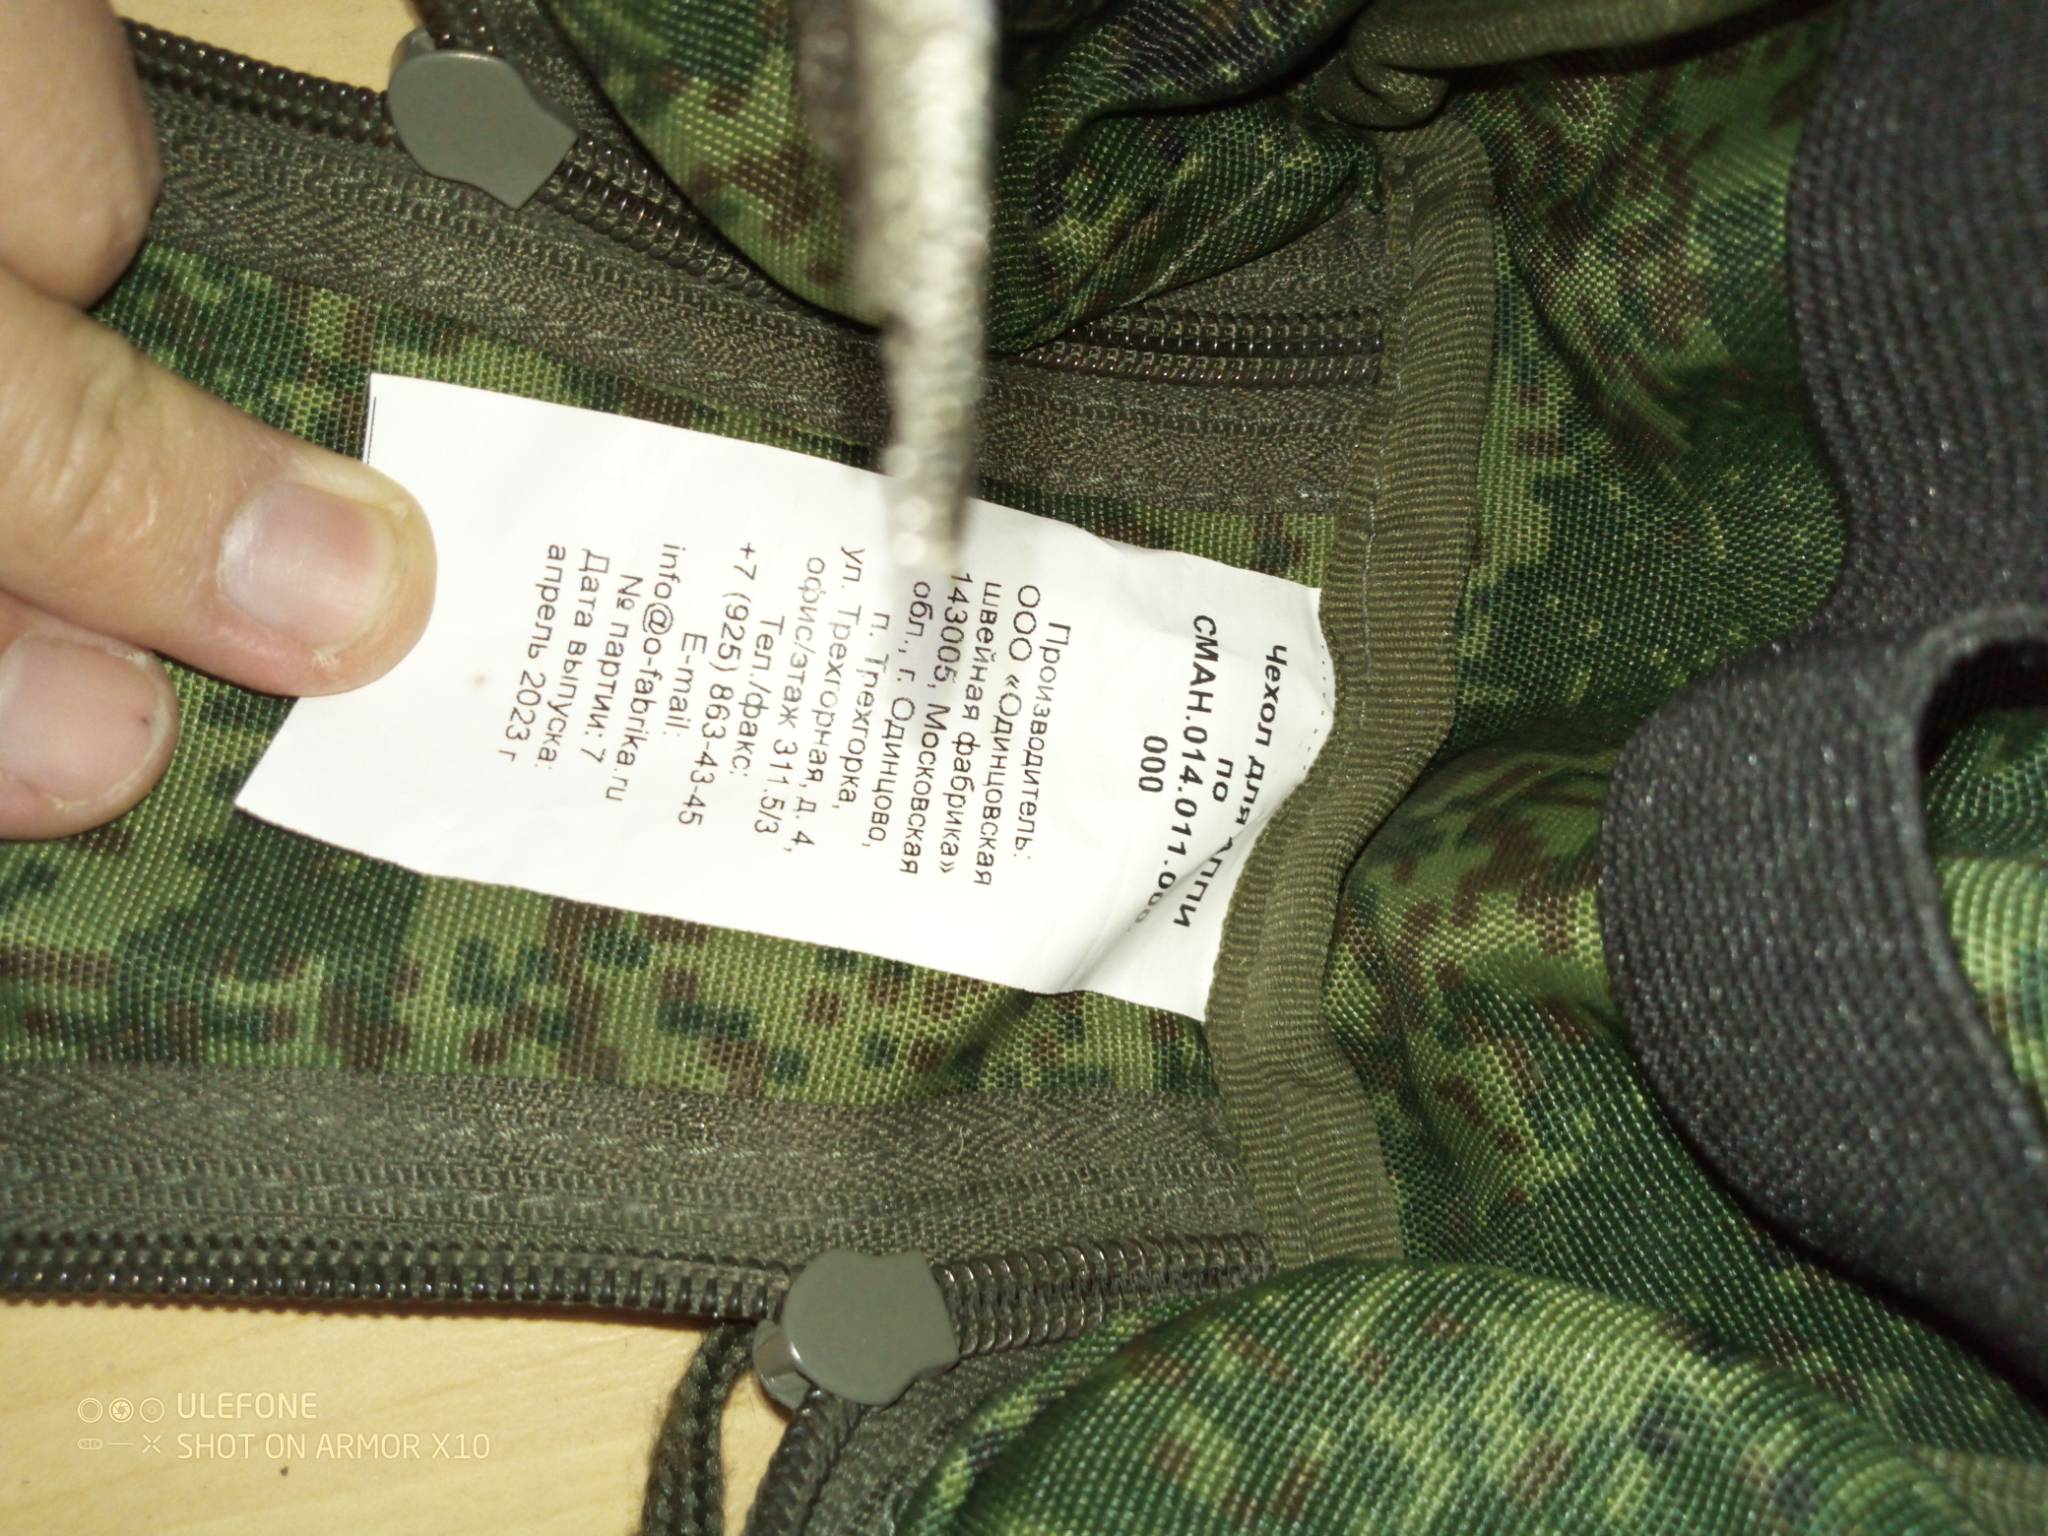 Чехол для
по
СМАН.014.011.000.
000
Производитель:
ООО «Одинцовская
швейная фабрика»
143005, Московская
обл., г. Одинцово,
п. Трехгорка,
ул. Трехгорная, д. 4,
офис/этаж 311.5/3
Тел./факс:
+7 (925) 863-43-45
E-mail:
info@o-fabrika.ru
№ партии: 7
Дата выпуска:
апрель 2023 г
ULEFONE
SHOT ON ARMOR X10